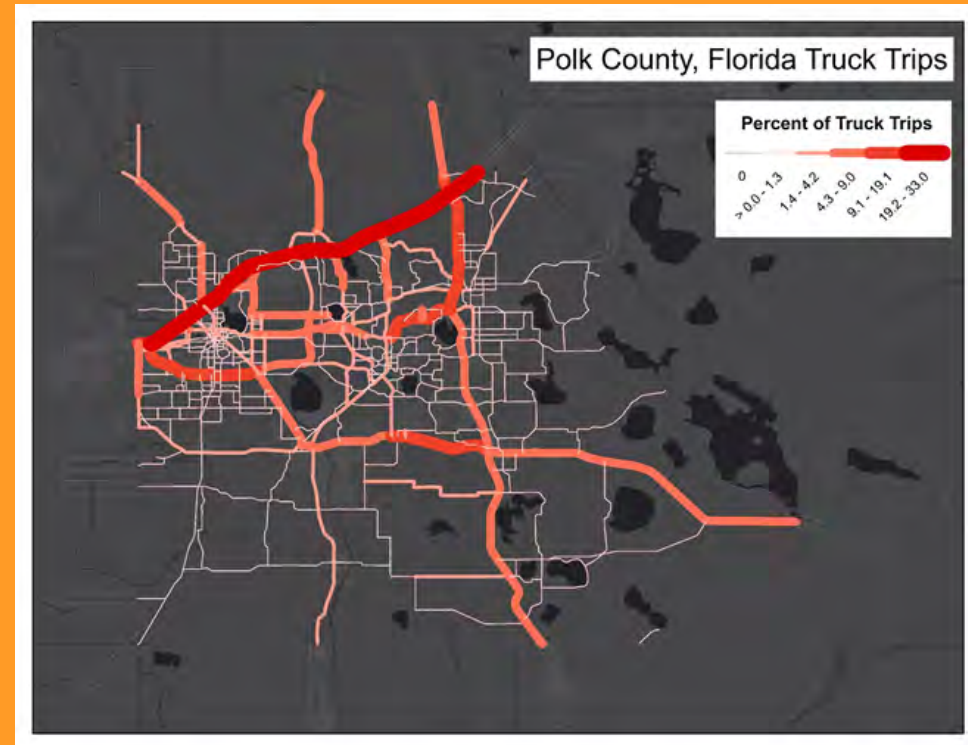 Polk County, Florida Truck Trips
Percent of Truck Trips
0
> 0.0 - 1.3
1.4 - 4.2
4.3 - 9.0
9.1 - 19.1
19.2 - 33.0